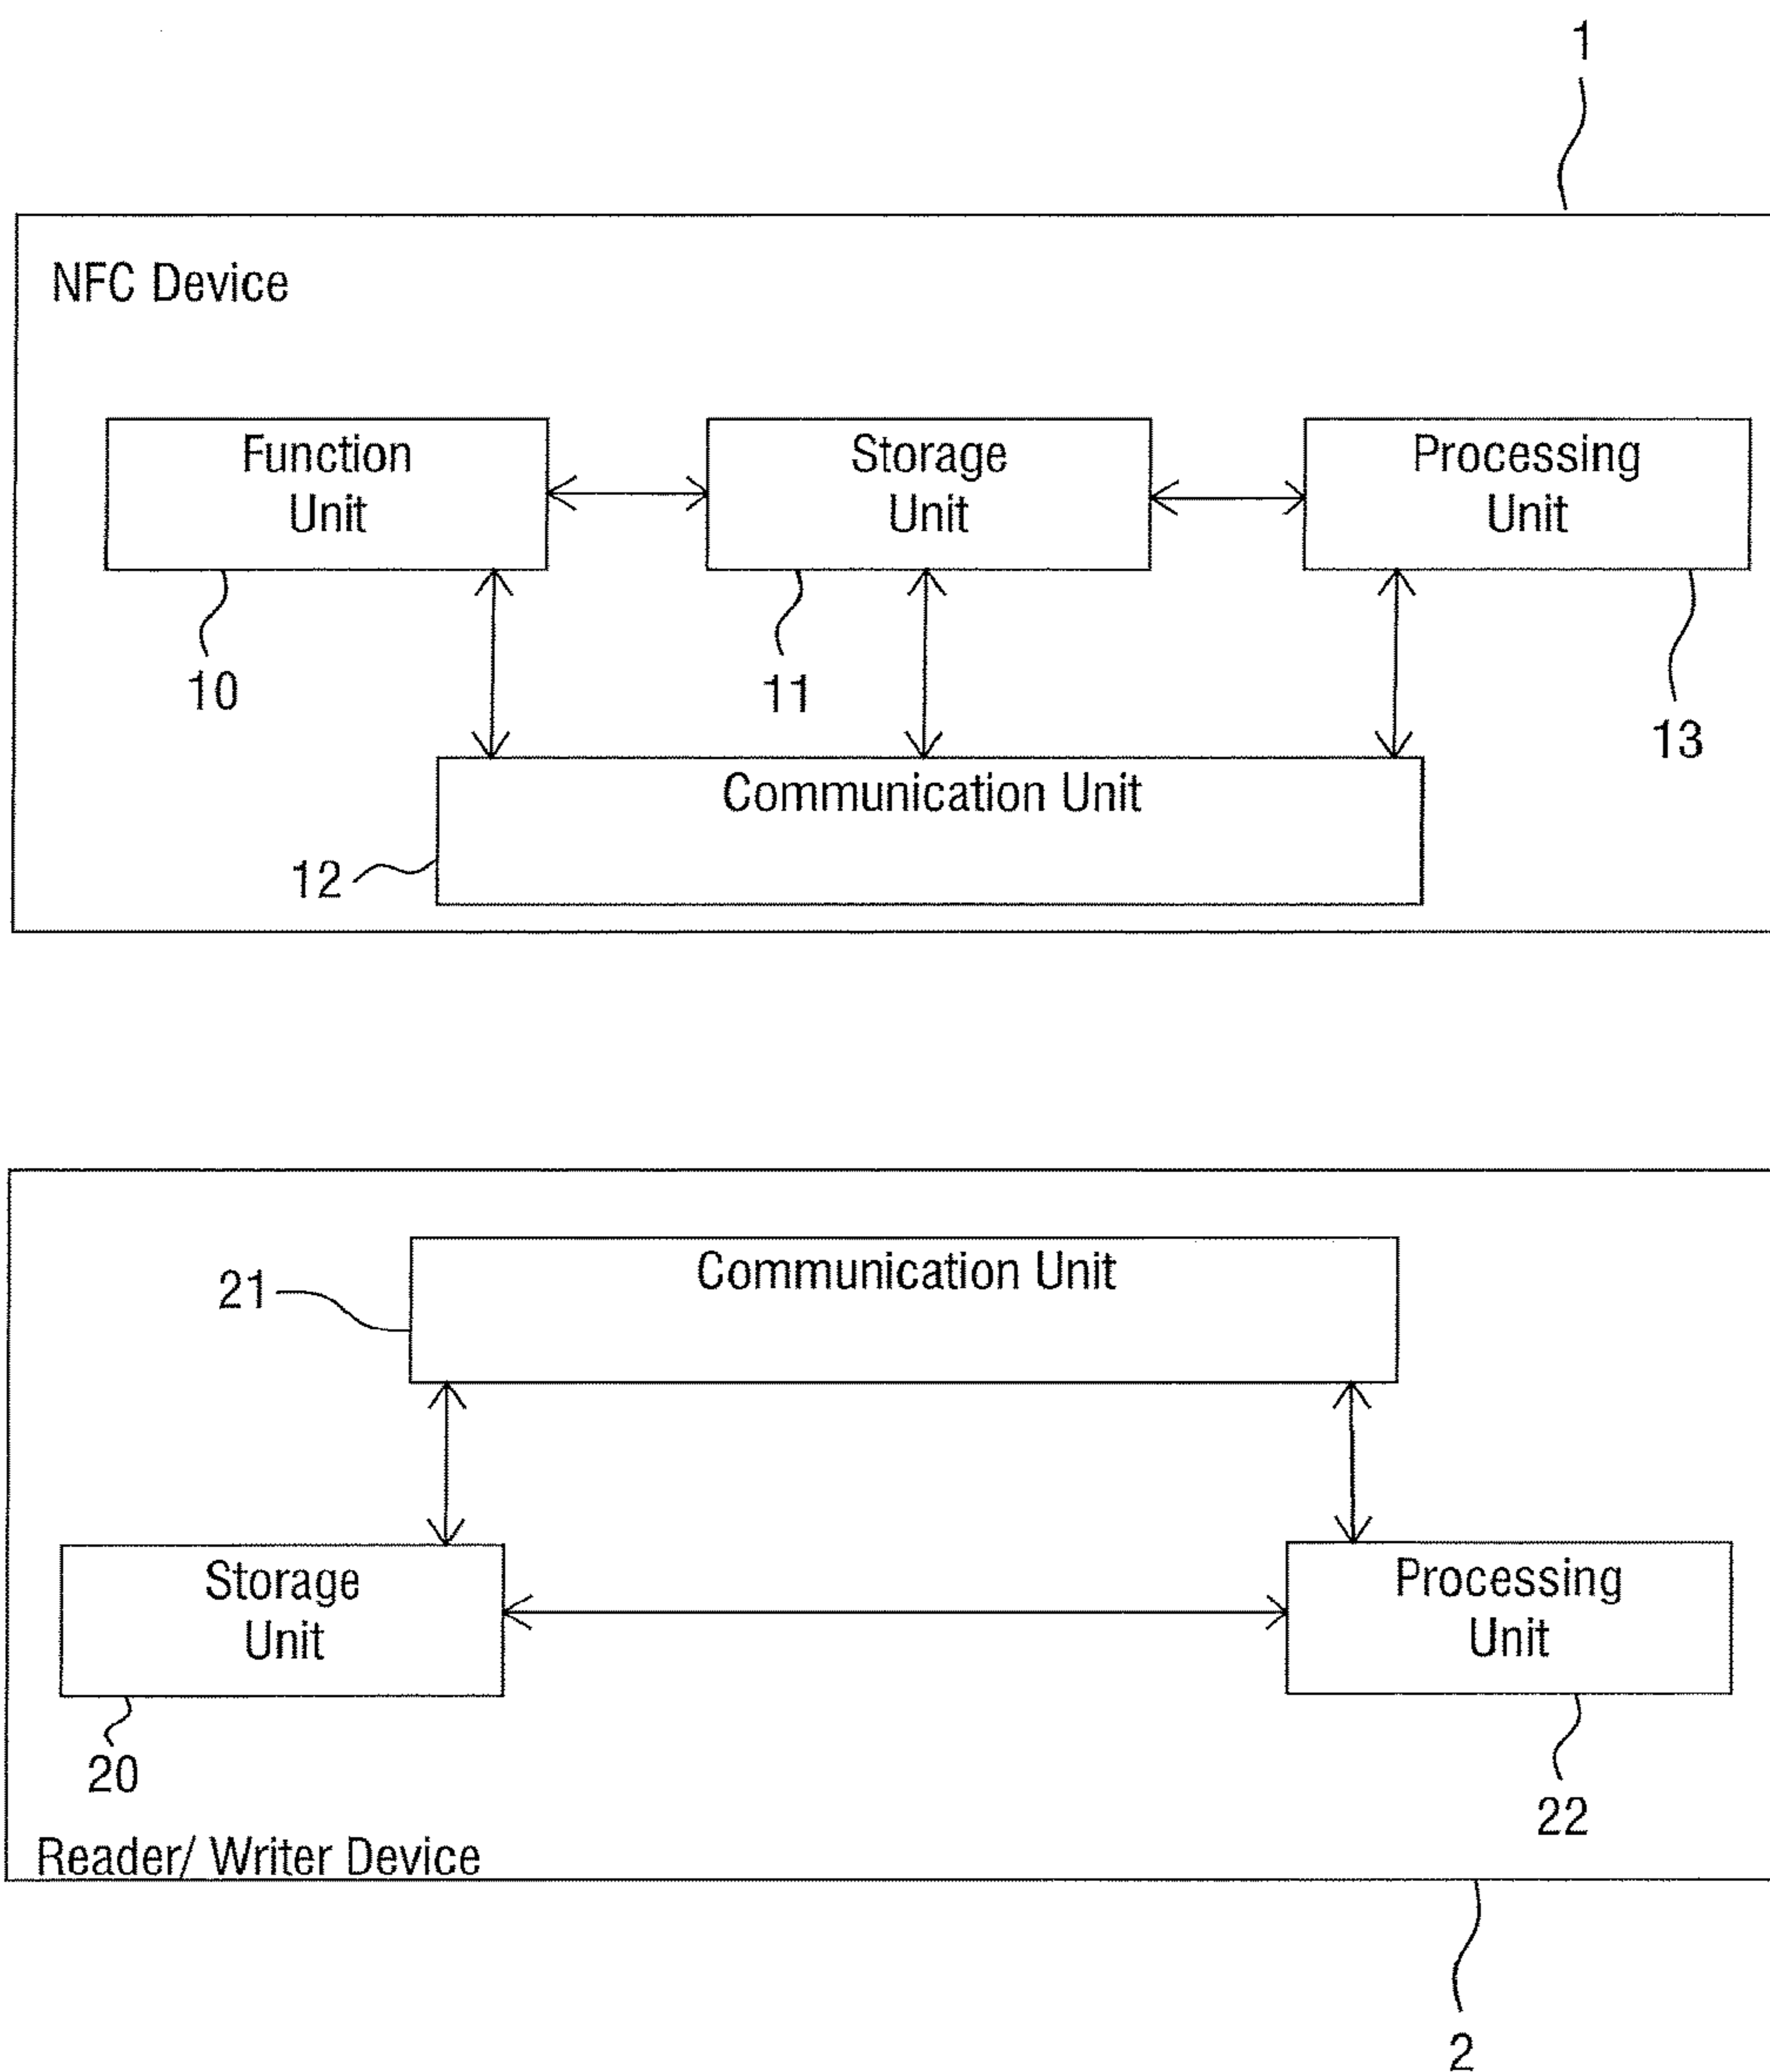 1
NFC Device
Function
Unit
Storage
Unit
Processing
Unit
10
11
13
Communication Unit
12
Communication Unit
21
Storage
Unit
Processing
Unit
20
22
Reader/ Writer Device
2